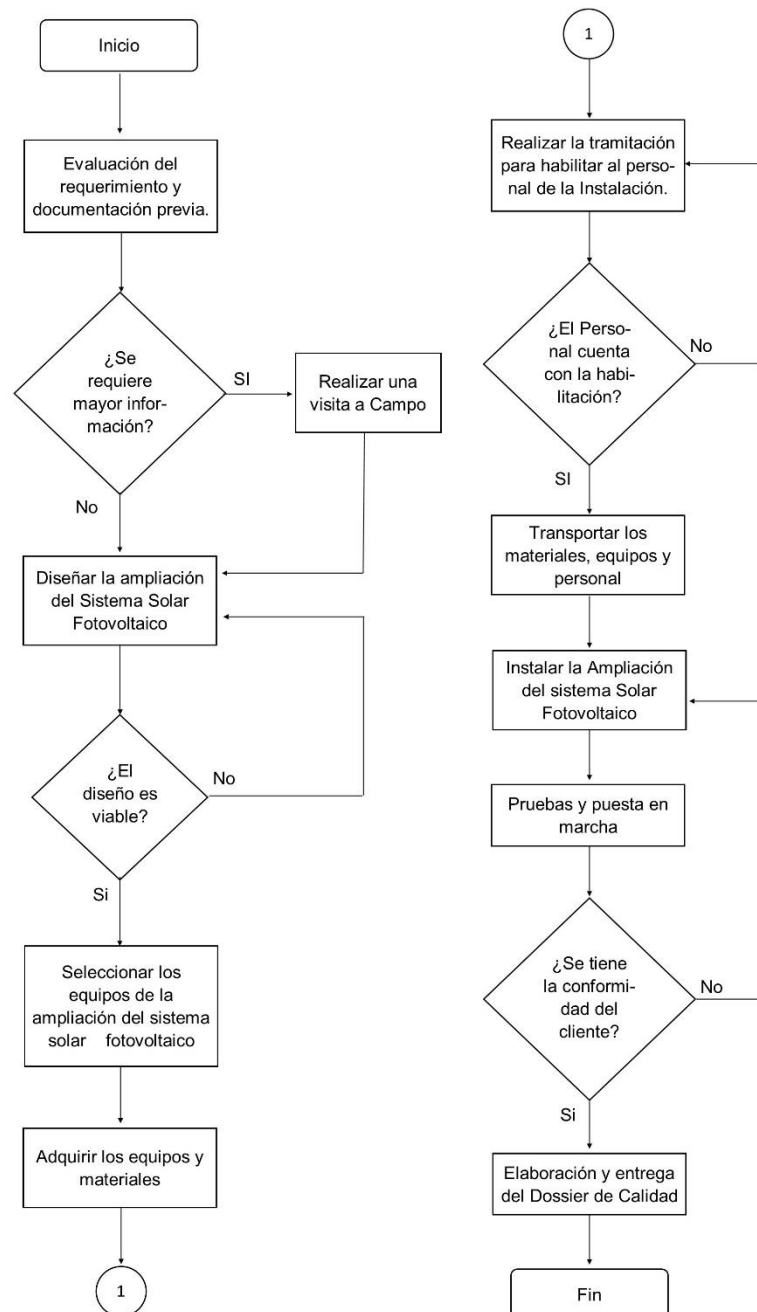 Inicio
Evaluación del
requerimiento y
documentación previa.
¿Se
requiere
mayor infor-
mación?
SI
Realizar una
visita a Campo
No
Diseñar la ampliación
del Sistema Solar
Fotovoltaico
¿El
diseño es
viable?
No
Si
Seleccionar los
equipos de la
ampliación del sistema
solar fotovoltaico
Adquirir los equipos y
materiales
1
1
Realizar la tramitación
para habilitar al perso-
nal de la Instalación.
¿El Perso-
nal cuenta
con la habi-
litación?
No
SI
Transportar los
materiales, equipos y
personal
Instalar la Ampliación
del sistema Solar
Fotovoltaico
Pruebas y puesta en
marcha
¿Se tiene
la conformi-
dad del
cliente?
No
Si
Elaboración y entrega
del Dossier de Calidad
Fin